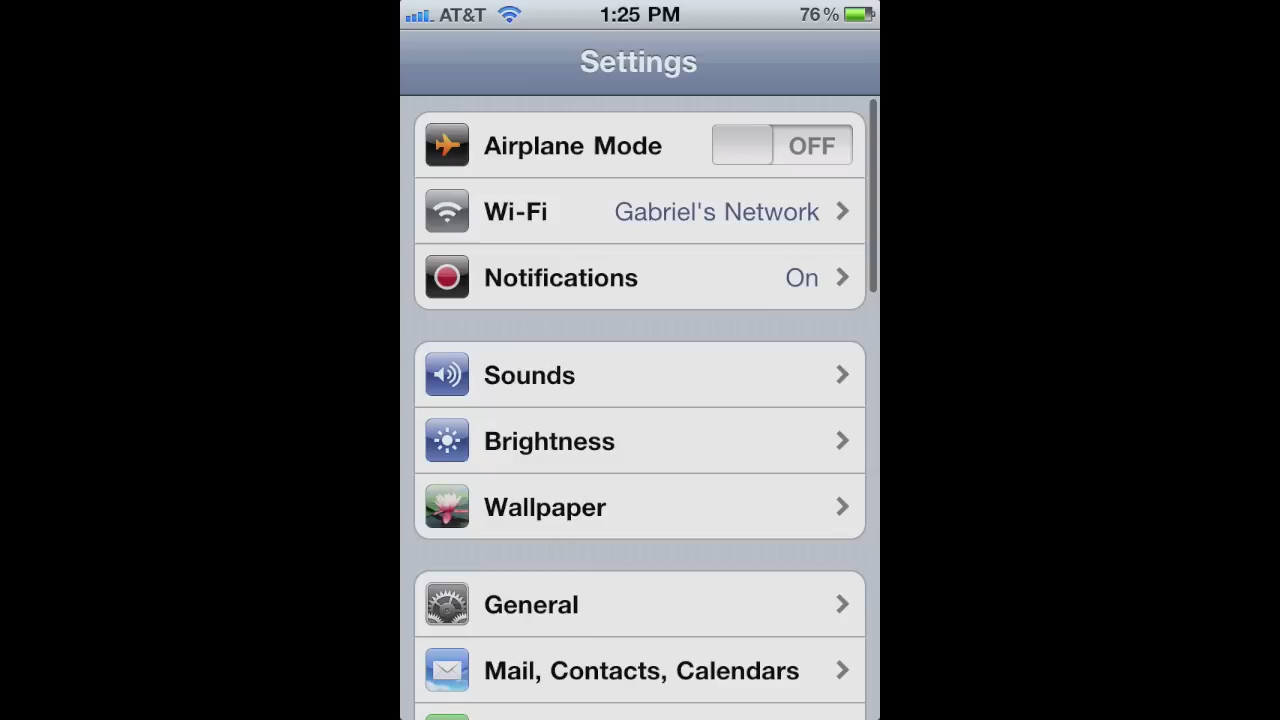 AT&T 1:25 PM 76%
Settings
Airplane Mode OFF
Wi-Fi Gabriel's Network
Notifications On
Sounds
Brightness
Wallpaper
General
Mail, Contacts, Calendars